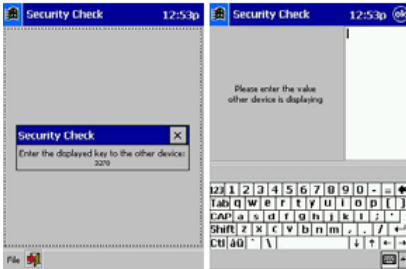 Security Check 12:53p
Security Check
Enter the displayed key to the other device:
3270
File
Security Check 12:53p ok
Please enter the value
other device is displaying
123 1 2 3 4 5 6 7 8 9 0 - =
Tab q w e r t y u i o p [ ]
CAP a s d f g h j k l ; '
Shift z x c v b n m , . /
Ctl áü ` \